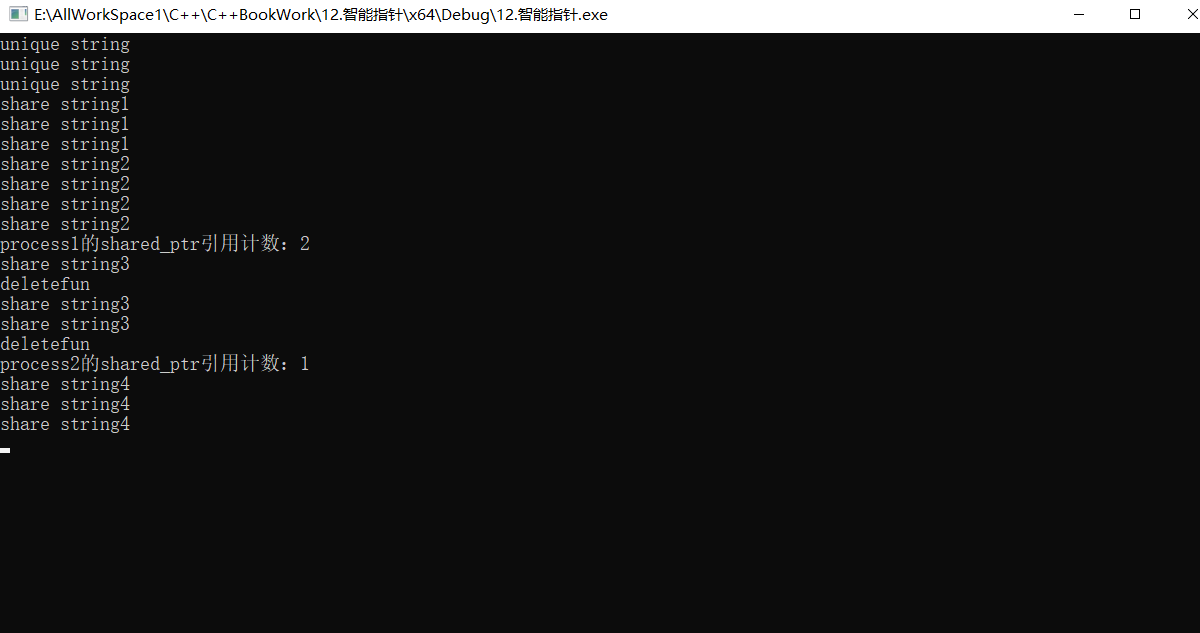 E:\AllWorkSpace1\C++\C++BookWork\12.智能指针\x64\Debug\12.智能指针.exe
unique string
unique string
unique string
share string1
share string1
share string1
share string2
share string2
share string2
share string2
process1的shared_ptr引用计数：2
share string3
deletefun
share string3
share string3
deletefun
process2的shared_ptr引用计数：1
share string4
share string4
share string4